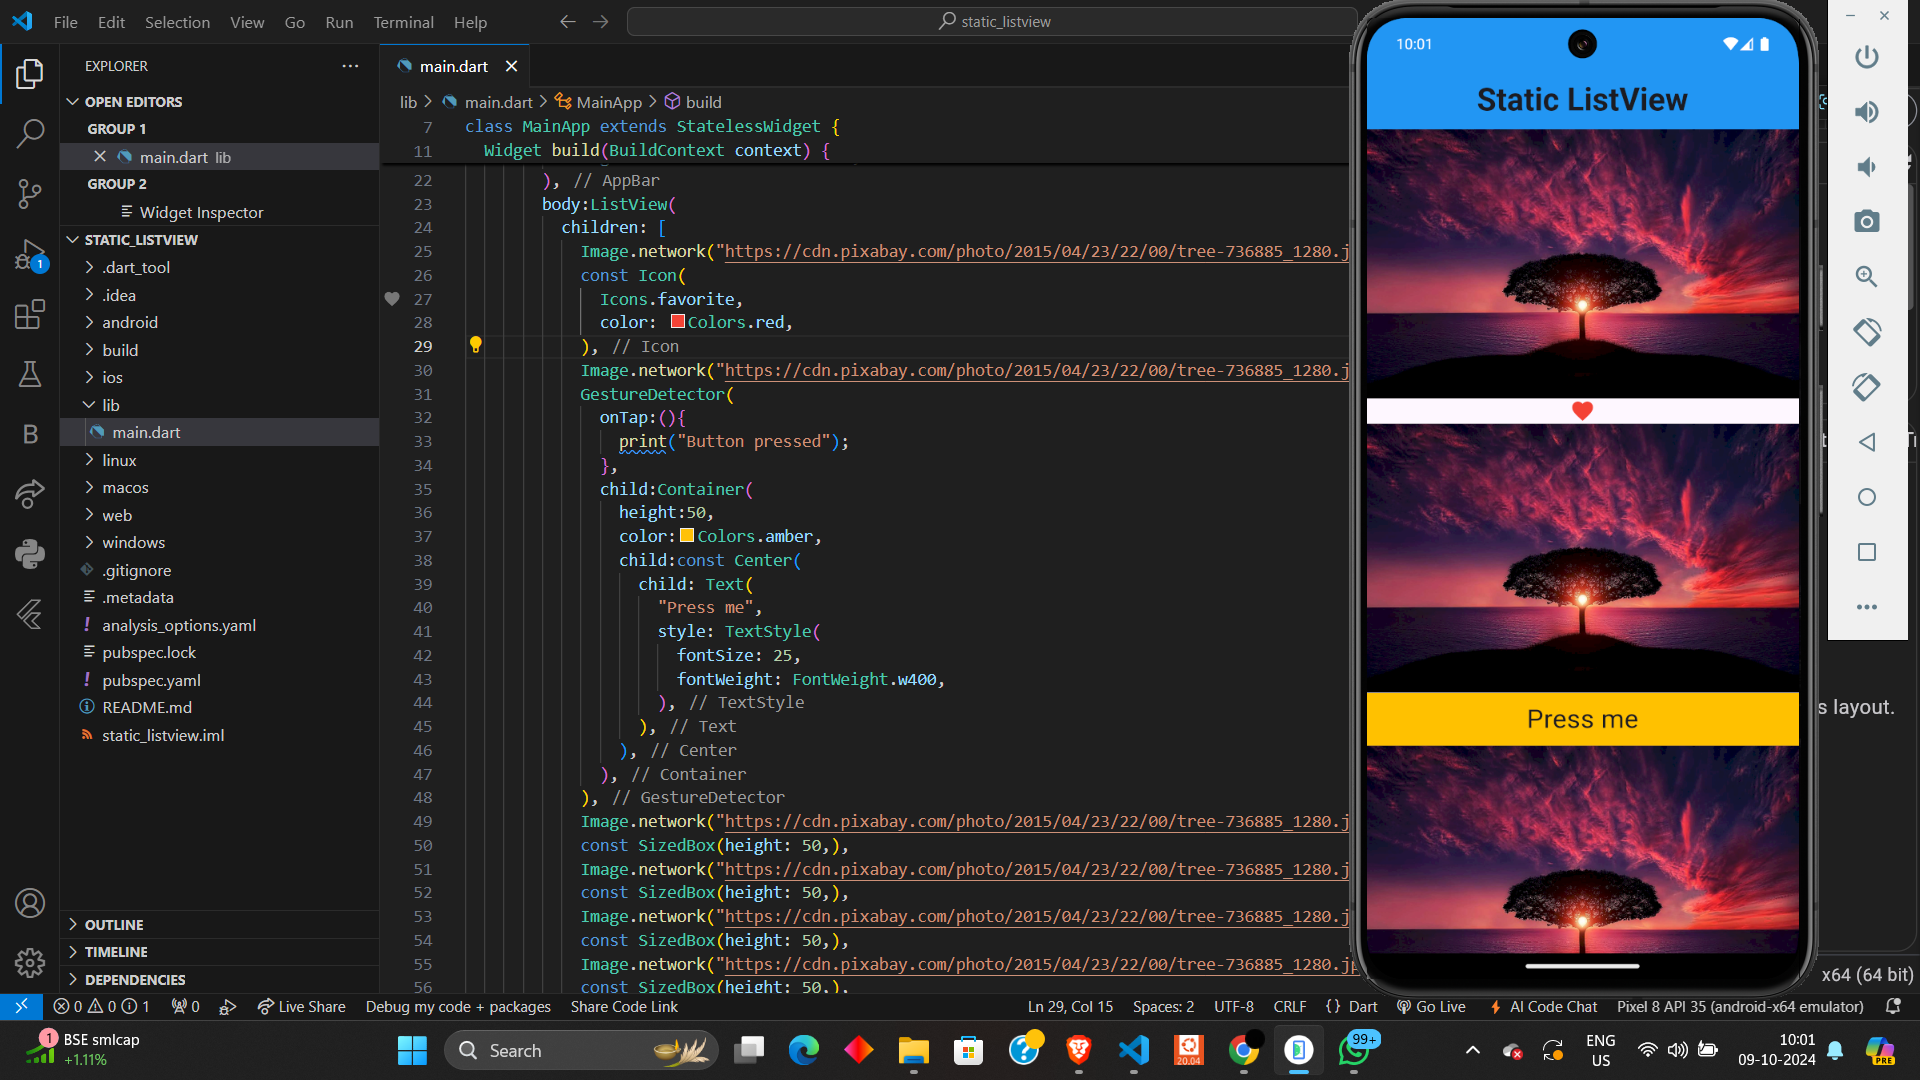 File Edit Selection View Go Run Terminal Help
static_listview
EXPLORER
OPEN EDITORS
GROUP 1
main.dart lib
GROUP 2
Widget Inspector
STATIC_LISTVIEW
.dart_tool
.idea
android
build
ios
lib
main.dart
linux
macos
web
windows
.gitignore
.metadata
analysis_options.yaml
pubspec.lock
pubspec.yaml
README.md
static_listview.iml
OUTLINE
TIMELINE
DEPENDENCIES
1
B
main.dart
lib > main.dart > MainApp > build
7 class MainApp extends StatelessWidget {
11 Widget build(BuildContext context) {
22 ), // AppBar
23 body:ListView(
24 children: [
25 Image.network("https://cdn.pixabay.com/photo/2015/04/23/22/00/tree-736885_1280.j
26 const Icon(
27 Icons.favorite,
28 color: Colors.red,
29 ), // Icon
30 Image.network("https://cdn.pixabay.com/photo/2015/04/23/22/00/tree-736885_1280.j
31 GestureDetector(
32 onTap:(){
33 print("Button pressed");
34 },
35 child:Container(
36 height:50,
37 color:Colors.amber,
38 child:const Center(
39 child: Text(
40 "Press me",
41 style: TextStyle(
42 fontSize: 25,
43 fontWeight: FontWeight.w400,
44 ), // TextStyle
45 ), // Text
46 ), // Center
47 ), // Container
48 ), // GestureDetector
49 Image.network("https://cdn.pixabay.com/photo/2015/04/23/22/00/tree-736885_1280.j
50 const SizedBox(height: 50,),
51 Image.network("https://cdn.pixabay.com/photo/2015/04/23/22/00/tree-736885_1280.j
52 const SizedBox(height: 50,),
53 Image.network("https://cdn.pixabay.com/photo/2015/04/23/22/00/tree-736885_1280.j
54 const SizedBox(height: 50,),
55 Image.network("https://cdn.pixabay.com/photo/2015/04/23/22/00/tree-736885_1280.jp
56 const SizedBox(height: 50,),
10:01
Static ListView
Press me
s layout.
x64 (64 bit)
0 0 1 0 Live Share Debug my code + packages Share Code Link Ln 29, Col 15 Spaces: 2 UTF-8 CRLF {} Dart Go Live AI Code Chat Pixel 8 API 35 (android-x64 emulator)
1
BSE smlcap
+1.11%
Search
20.04
99+
ENG
US
10:01
09-10-2024
PRE